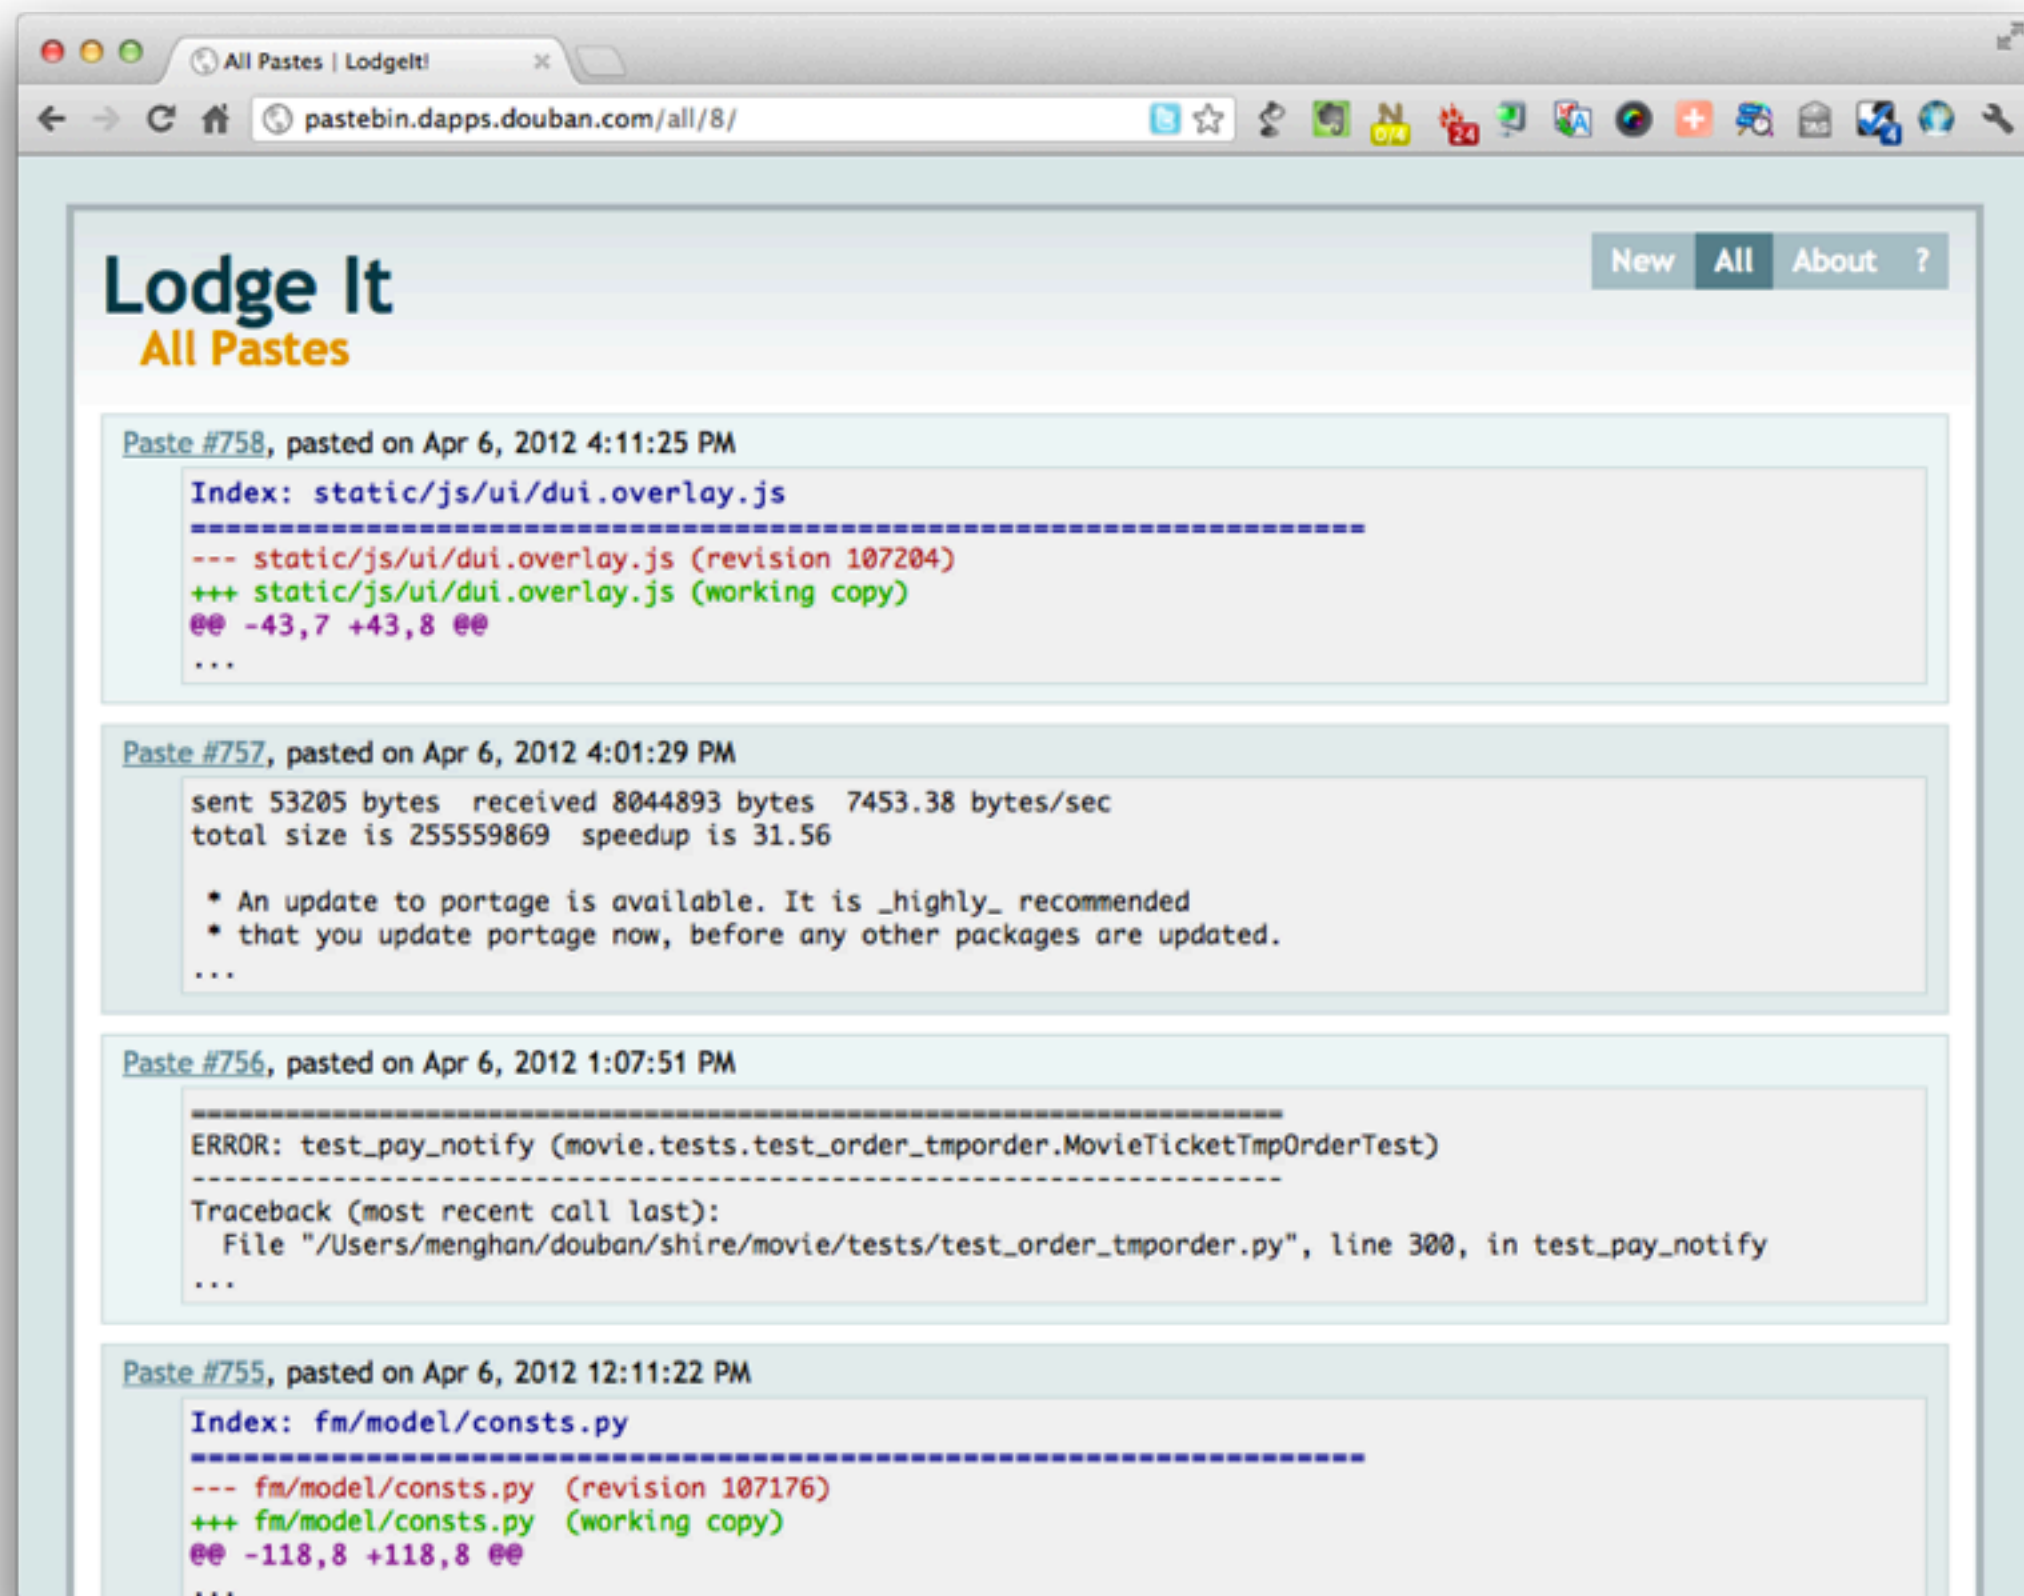 All Pastes | LodgeIt!
pastebin.dapps.douban.com/all/8/
0/4
24
4
Lodge It
New All About ?
All Pastes
Paste #758, pasted on Apr 6, 2012 4:11:25 PM
Index: static/js/ui/dui.overlay.js
===================================================================
--- static/js/ui/dui.overlay.js (revision 107204)
+++ static/js/ui/dui.overlay.js (working copy)
@@ -43,7 +43,8 @@
...
Paste #757, pasted on Apr 6, 2012 4:01:29 PM
sent 53205 bytes  received 8044893 bytes  7453.38 bytes/sec
total size is 255559869  speedup is 31.56
* An update to portage is available. It is _highly_ recommended
* that you update portage now, before any other packages are updated.
...
Paste #756, pasted on Apr 6, 2012 1:07:51 PM
======================================================================
ERROR: test_pay_notify (movie.tests.test_order_tmporder.MovieTicketTmpOrderTest)
----------------------------------------------------------------------
Traceback (most recent call last):
File "/Users/menghan/douban/shire/movie/tests/test_order_tmporder.py", line 300, in test_pay_notify
...
Paste #755, pasted on Apr 6, 2012 12:11:22 PM
Index: fm/model/consts.py
===================================================================
--- fm/model/consts.py  (revision 107176)
+++ fm/model/consts.py  (working copy)
@@ -118,8 +118,8 @@
...